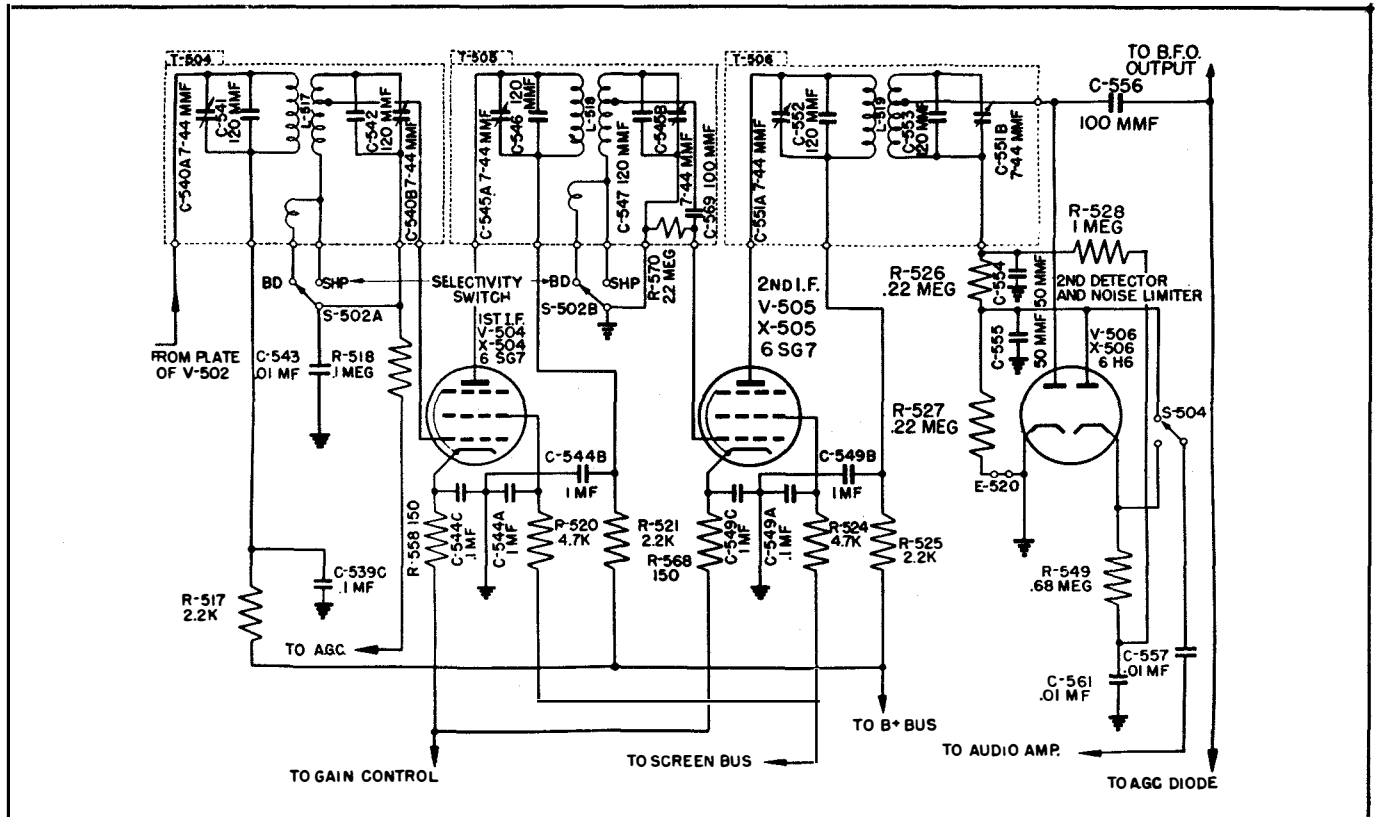 T-504
C-540A 7-44 MMF
C-541
120 MMF
L-517
C-542
120 MMF
C-540B 7-44 MMF
T-505
C-545A 7-44 MMF
C-546 120
MMF
L-518
C-547 120 MMF
C-545B
7-44 MMF
C-569 100 MMF
T-506
C-551A 7-44 MMF
C-552
120 MMF
L-519
C-553
120 MMF
C-551B
7-44 MMF
TO B.F.O.
OUTPUT
C-556
100 MMF
BD
SHP
SELECTIVITY
SWITCH
S-502A
BD
SHP
S-502B
R-570
22 MEG
FROM PLATE
OF V-502
C-543
.01 MF
R-518
.1 MEG
1ST I.F.
V-504
X-504
6 SG7
2ND I.F.
V-505
X-505
6 SG7
R-528
1 MEG
R-526
.22 MEG
C-554
50 MMF
2ND DETECTOR
AND NOISE LIMITER
C-555
50 MMF
V-506
X-506
6 H6
R-527
.22 MEG
S-504
E-520
C-544B
.1 MF
R-558 150
C-544C
.1 MF
C-544A
.1 MF
R-520
4.7K
R-521
2.2K
C-549B
.1 MF
C-549C
.1 MF
R-568
150
C-549A
.1 MF
R-524
4.7K
R-525
2.2K
C-539C
.1 MF
R-517
2.2K
TO A.G.C.
R-549
.68 MEG
C-557
.01 MF
C-561
.01 MF
TO B+ BUS
TO GAIN CONTROL
TO SCREEN BUS
TO AUDIO AMP.
TO AGC DIODE